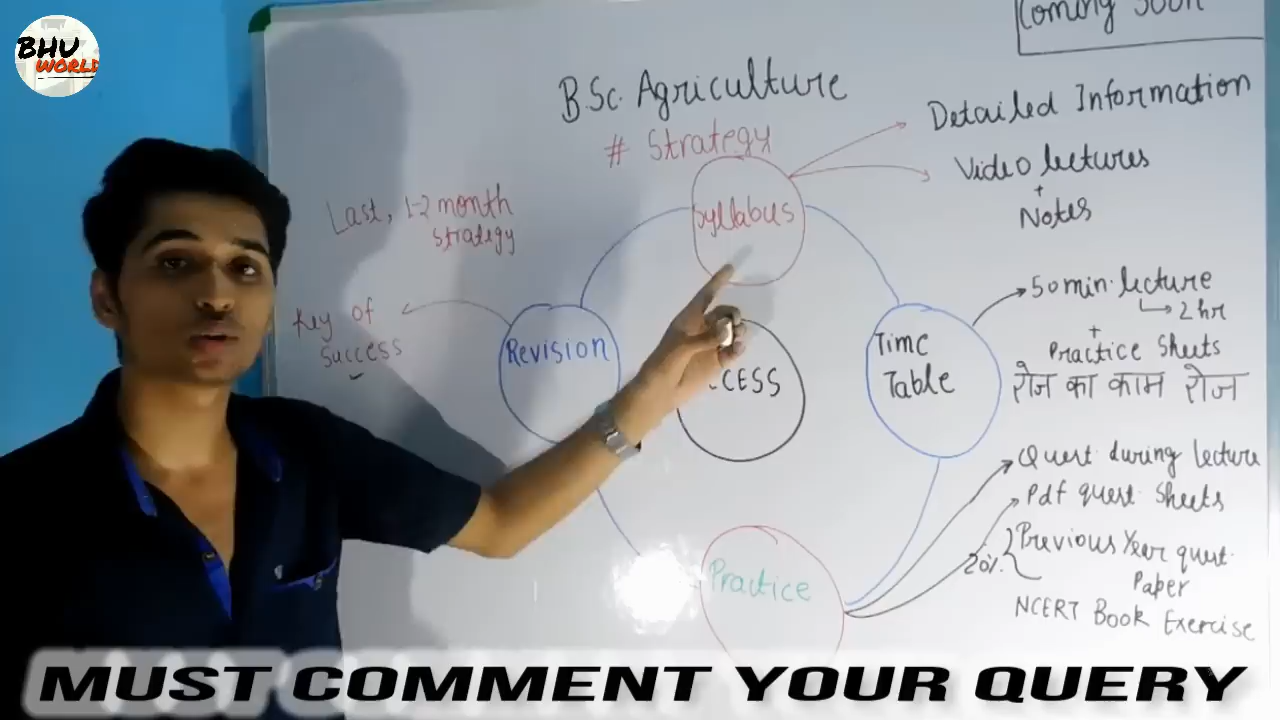 BHU
WORLD
Coming Soon
B.Sc. Agriculture
# Strategy
Syllabus
Detailed Information
Video lectures
+
Notes
Last, 1-2 month
strategy
Key of
success
Revision
CESS
Time
Table
50 min. lecture
2 hr
+
Practice Sheets
रोज का काम रोज
Practice
Quest. during lecture
Pdf quest. Sheets
20%
Previous Year quest.
Paper
NCERT Book Exercise
MUST COMMENT YOUR QUERY